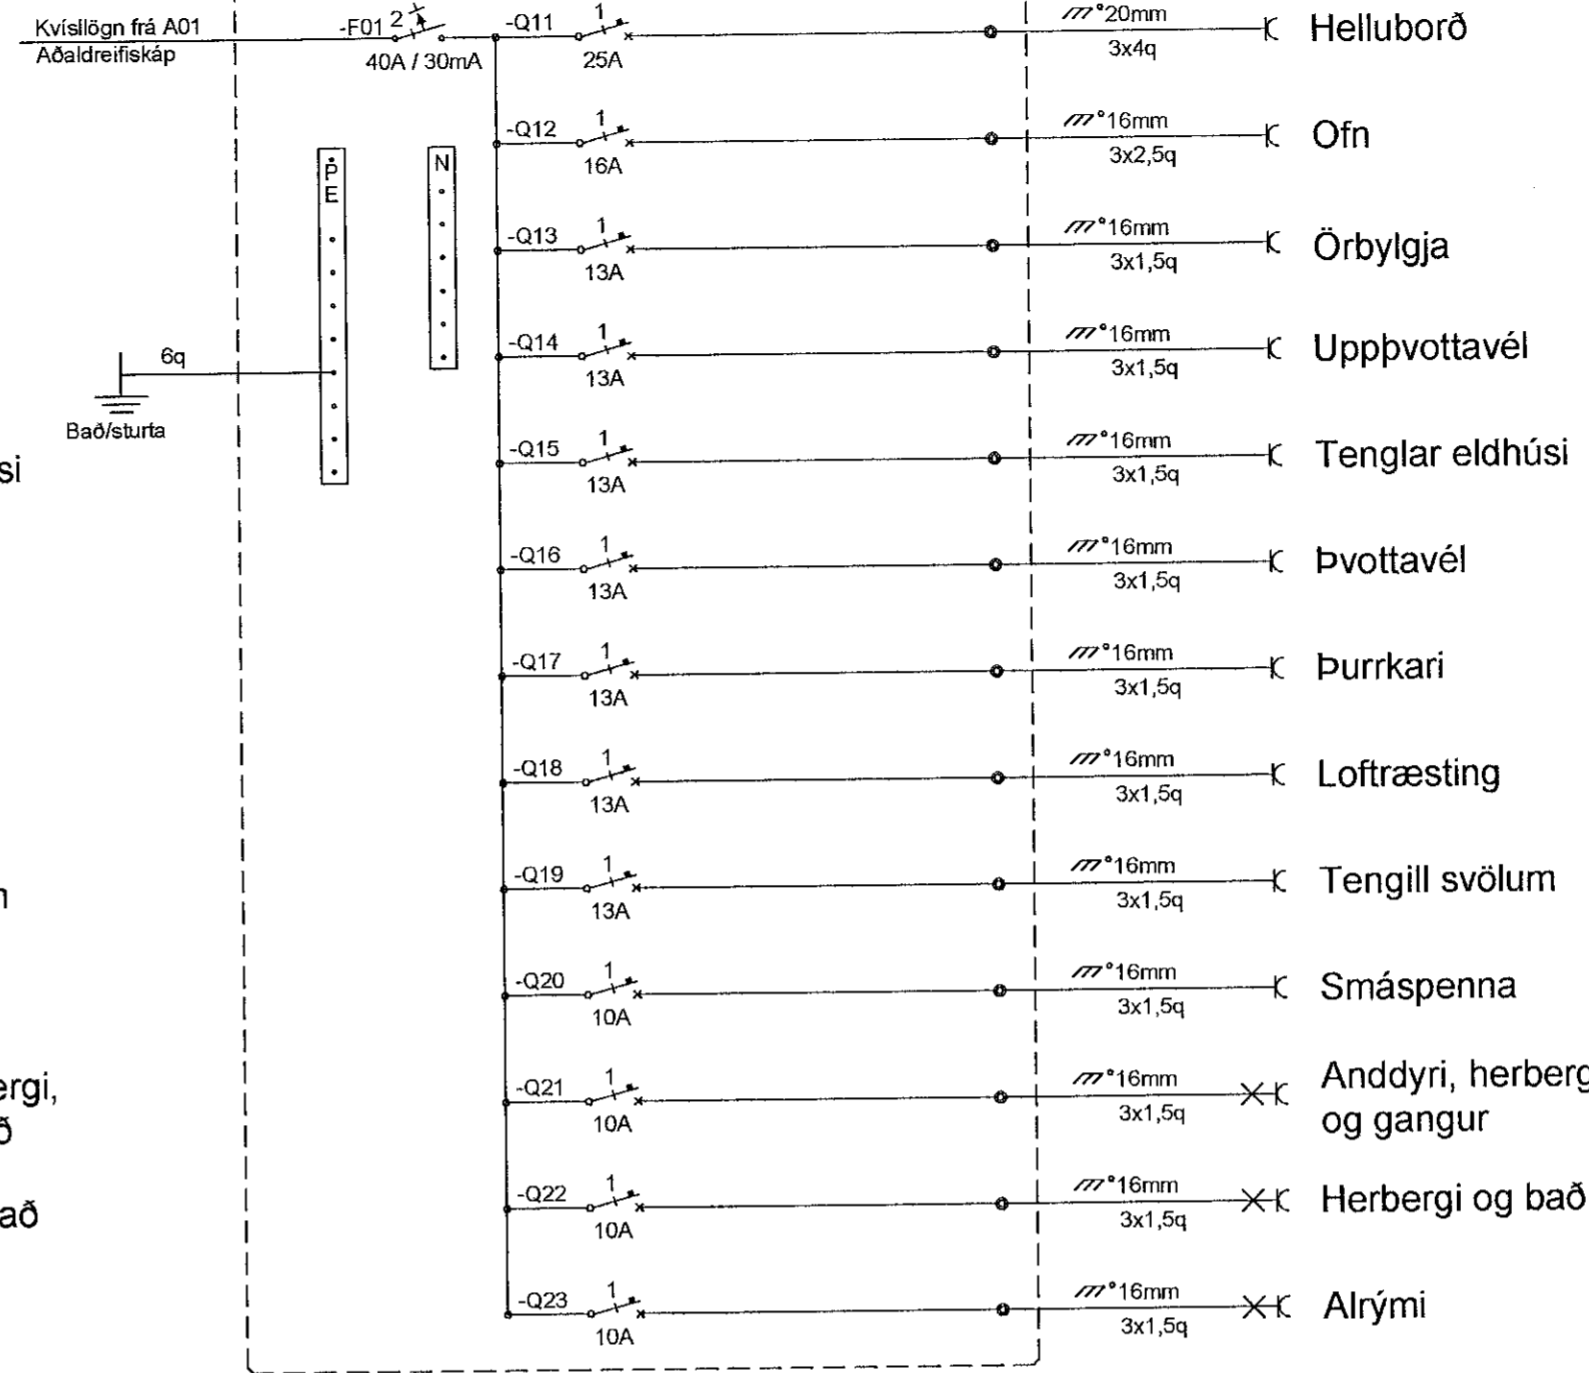 Kvíslögn frá A01
Aðaldreifiskáp
-F01
2
40A / 30mA
-Q11
1
25A
20mm
3x4q
Helluborð
-Q12
1
16A
16mm
3x2,5q
Ofn
PE
N
-Q13
1
13A
16mm
3x1,5q
Örbylgja
6q
Bað/sturta
-Q14
1
13A
16mm
3x1,5q
Uppþvottavél
si
-Q15
1
13A
16mm
3x1,5q
Tenglar eldhúsi
-Q16
1
13A
16mm
3x1,5q
Þvottavél
-Q17
1
13A
16mm
3x1,5q
Þurrkari
-Q18
1
13A
16mm
3x1,5q
Loftræsting
-Q19
1
13A
16mm
3x1,5q
Tengill svölum
-Q20
1
10A
16mm
3x1,5q
Smáspenna
ergi,
ð
-Q21
1
10A
16mm
3x1,5q
Anddyri, herberg
og gangur
að
-Q22
1
10A
16mm
3x1,5q
Herbergi og bað
-Q23
1
10A
16mm
3x1,5q
Alrými